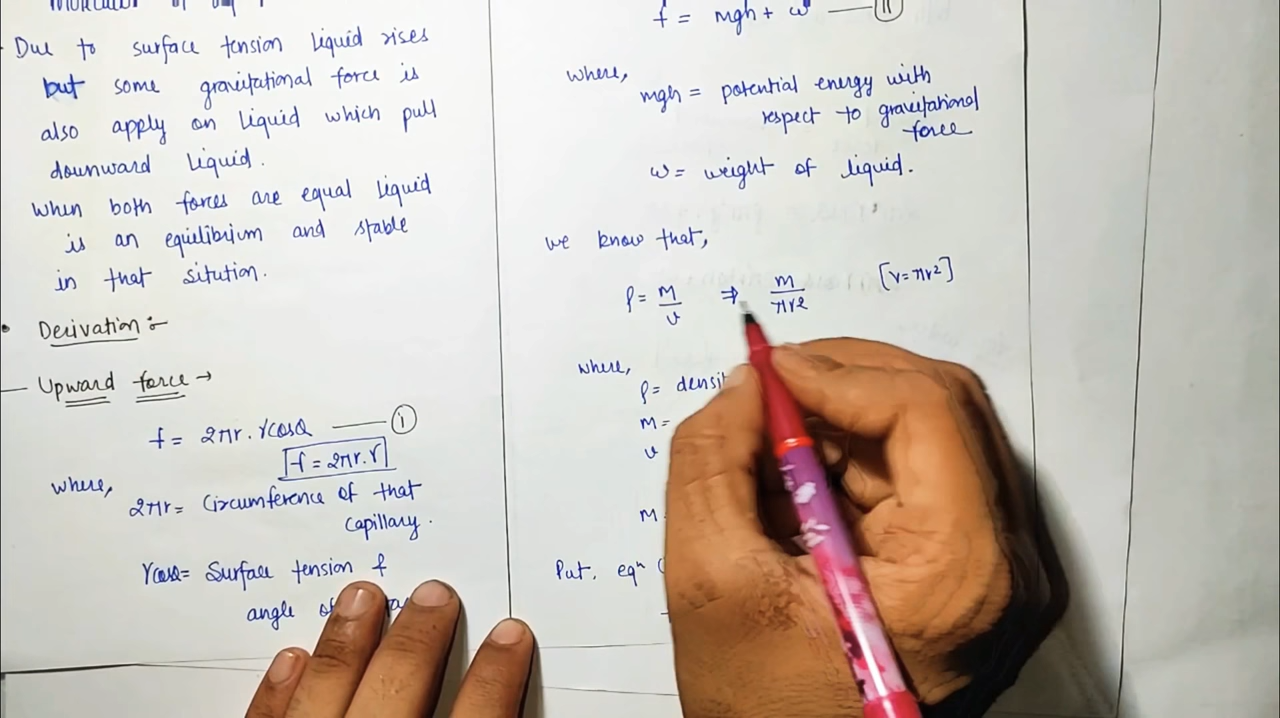 Due to surface tension liquid rises
but some gravitational force is
also apply on liquid which pull
downward liquid.
when both forces are equal liquid
is an equilibrium and stable
in that sitution.
• Derivation :-
— Upward force →
f = 2πr. γcosθ —— (i)
f = 2πr.γ
where,
2πr = Circumference of that
capillary.
γcosθ = Surface tension f
angle of
f = mgh + w —— (ii)
where,
mgh = potential energy with
respect to gravitational
force
w = weight of liquid.
we know that,
ρ = m/v ⇒ m/πr² [v=πr²]
where,
ρ = densit
m =
v
m
Put, eqⁿ (